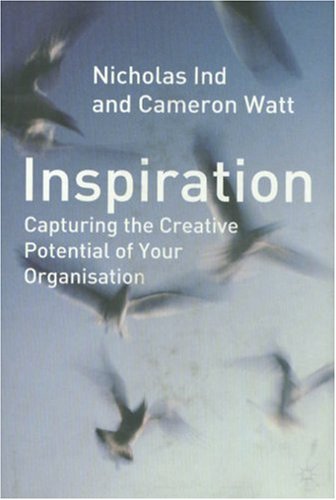 Nicholas Ind
and Cameron Watt
Inspiration
Capturing the Creative
Potential of Your
Organisation